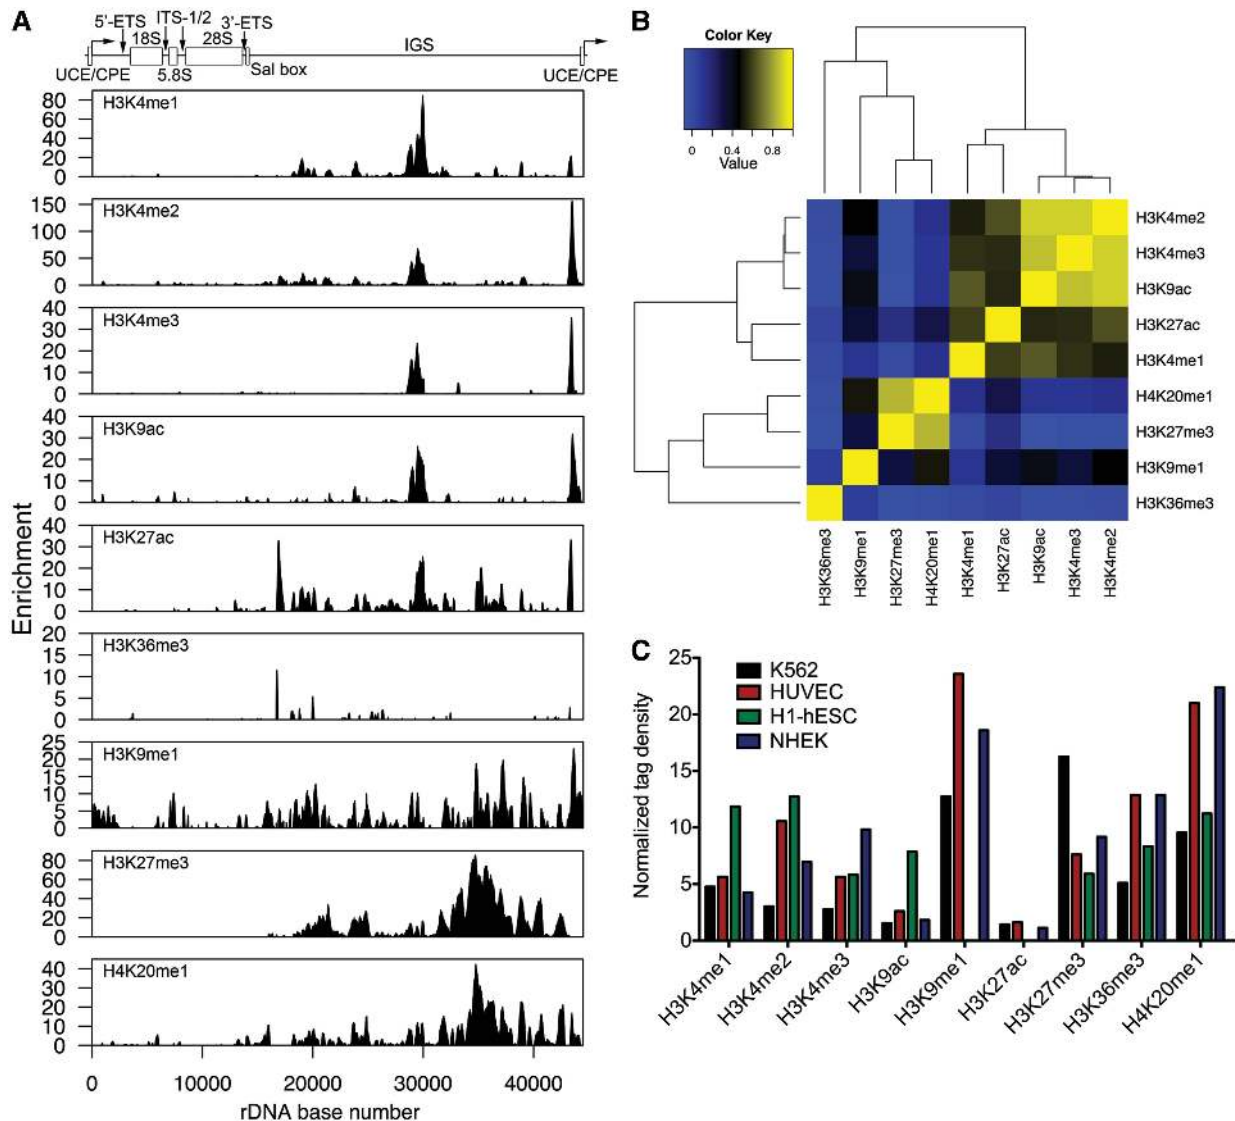 A
5'-ETS ITS-1/2 3'-ETS
18S 28S IGS
UCE/CPE 5.8S Sal box UCE/CPE
Enrichment
H3K4me1
80
60
40
20
0
H3K4me2
150
100
50
0
H3K4me3
40
30
20
10
0
H3K9ac
40
30
20
10
0
H3K27ac
40
30
20
10
0
H3K36me3
20
15
10
5
0
H3K9me1
25
20
15
10
5
0
H3K27me3
80
60
40
20
0
H4K20me1
40
30
20
10
0
0 10000 20000 30000 40000
rDNA base number
B
Color Key
0 0.4 0.8
Value
H3K4me2
H3K4me3
H3K9ac
H3K27ac
H3K4me1
H4K20me1
H3K27me3
H3K9me1
H3K36me3
H3K36me3 H3K9me1 H3K27me3 H4K20me1 H3K4me1 H3K27ac H3K9ac H3K4me3 H3K4me2
C
Normalized tag density
25
20
15
10
5
0
K562
HUVEC
H1-hESC
NHEK
H3K4me1 H3K4me2 H3K4me3 H3K9ac H3K9me1 H3K27ac H3K27me3 H3K36me3 H4K20me1